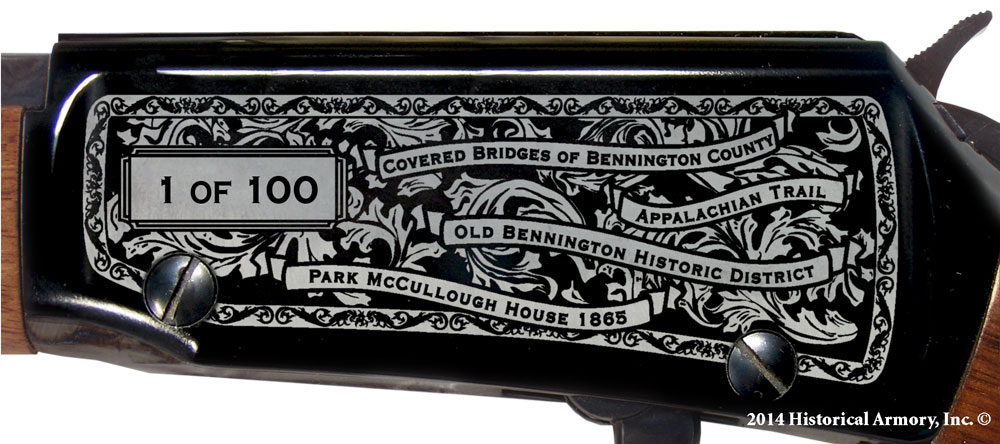 Covered Bridges of Bennington County
1 of 100
Appalachian Trail
Old Bennington Historic District
Park McCullough House 1865
2014 Historical Armory, Inc. ©